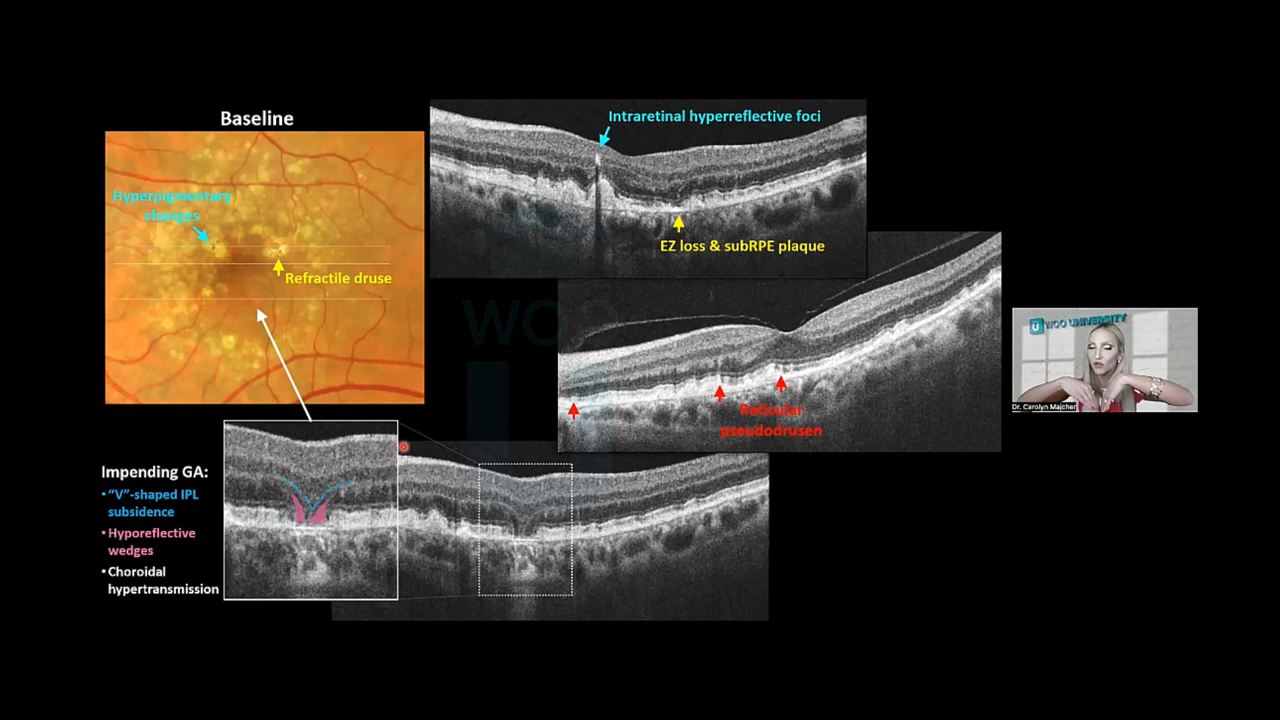 Baseline
Hyperpigmentary
changes
Refractile druse
Intraretinal hyperreflective foci
EZ loss & subRPE plaque
Reticular
pseudodrusen
WOO
U
U WOO UNIVERSITY
Dr. Carolyn Majcher
Impending GA:
•"V"-shaped IPL
subsidence
•Hyporeflective
wedges
•Choroidal
hypertransmission